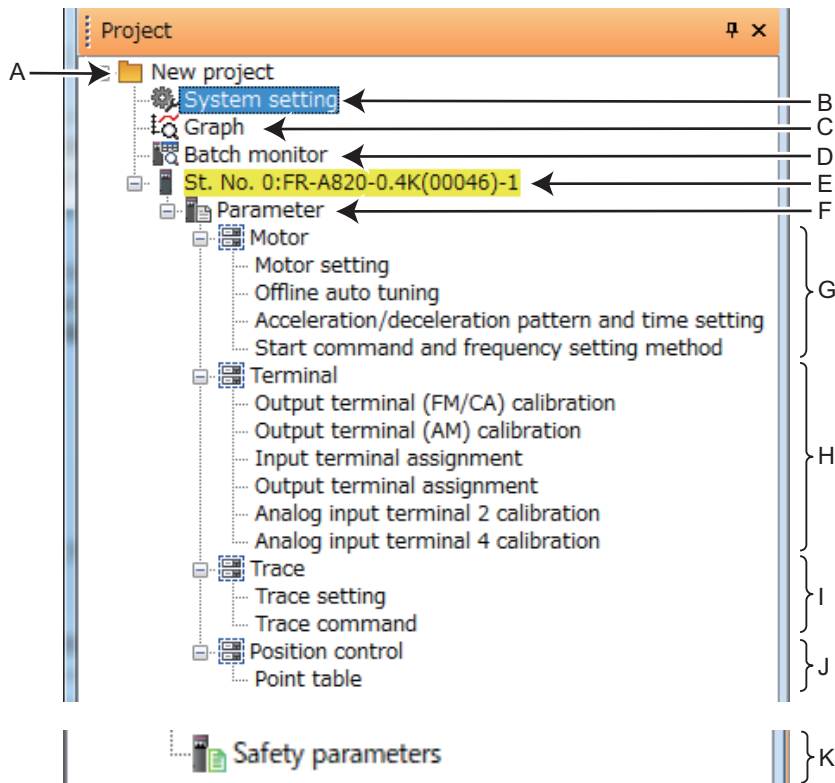 Project
A
New project
System setting
B
Graph
C
Batch monitor
D
St. No. 0:FR-A820-0.4K(00046)-1
E
Parameter
F
Motor
Motor setting
Offline auto tuning
G
Acceleration/deceleration pattern and time setting
Start command and frequency setting method
Terminal
Output terminal (FM/CA) calibration
Output terminal (AM) calibration
Input terminal assignment
H
Output terminal assignment
Analog input terminal 2 calibration
Analog input terminal 4 calibration
Trace
Trace setting
I
Trace command
Position control
J
Point table
Safety parameters
K